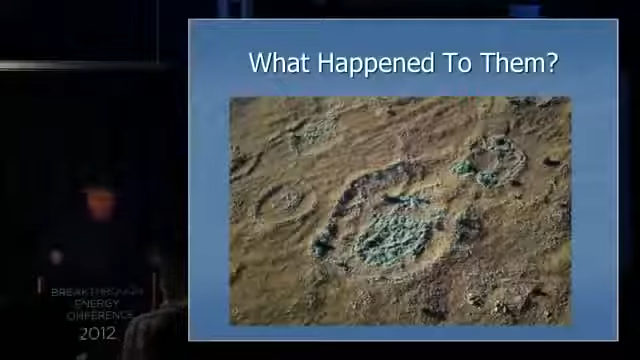 What Happened To Them?
BREAKTHROUGH
ENERGY
CONFERENCE
2012